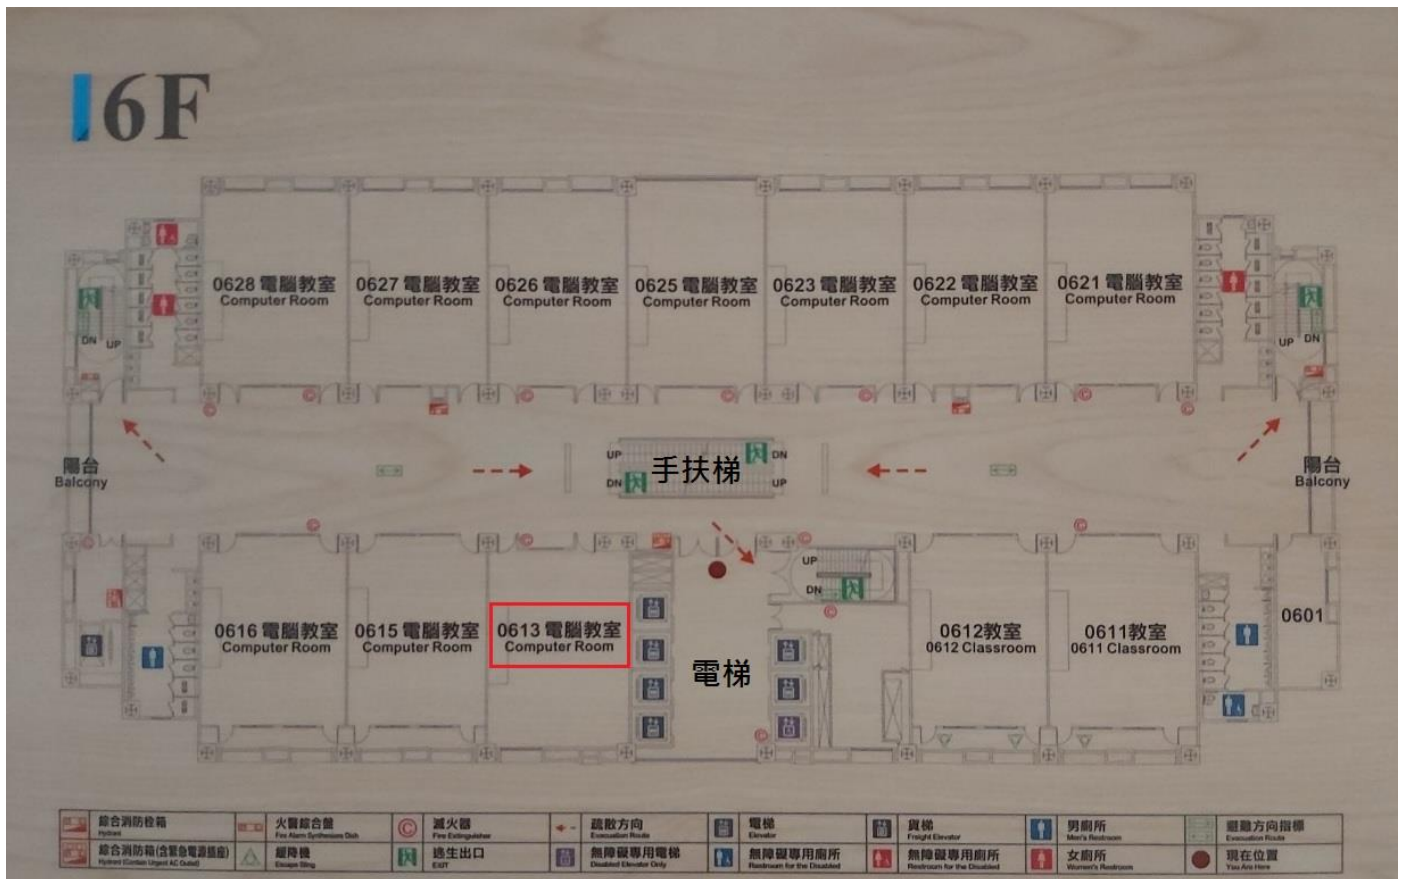 6F
0628 電腦教室
Computer Room
0627 電腦教室
Computer Room
0626 電腦教室
Computer Room
0625 電腦教室
Computer Room
0623 電腦教室
Computer Room
0622 電腦教室
Computer Room
0621 電腦教室
Computer Room
DN UP
UP DN
陽台
Balcony
UP
DN
手扶梯
DN
UP
陽台
Balcony
UP
DN
0616 電腦教室
Computer Room
0615 電腦教室
Computer Room
0613 電腦教室
Computer Room
電梯
0612教室
0612 Classroom
0611教室
0611 Classroom
0601
綜合消防栓箱
Hydrant
火警綜合盤
滅火器
Fire Extinguisher
疏散方向
Evacuation Route
電梯
Elevator
貨梯
Freight Elevator
男廁所
Men's Restroom
避難方向指標
Evacuation Route
綜合消防箱(含緊急電源插座)
Hydrant (Contain Urgent AC Outlet)
緩降機
Escape Sling
逃生出口
EXIT
無障礙專用電梯
Disabled Elevator Only
無障礙專用廁所
Restroom for the Disabled
無障礙專用廁所
Restroom for the Disabled
女廁所
Women's Restroom
現在位置
You Are Here